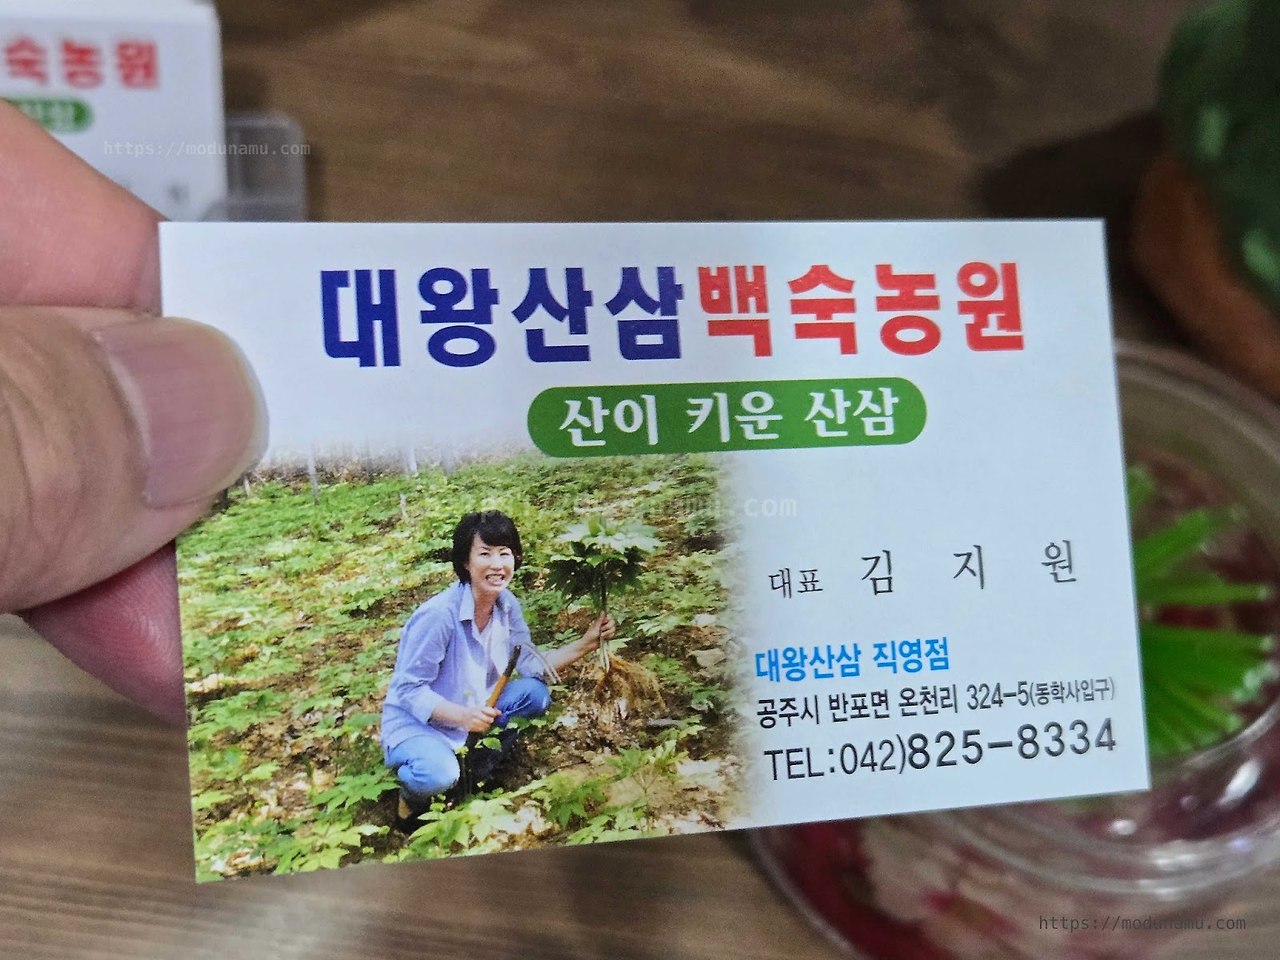 숙농원
https://modunamu.com
대왕산삼백숙농원
산이 키운 산삼
대표 김 지 원
대왕산삼 직영점
공주시 반포면 온천리 324-5(동학사입구)
TEL:042)825-8334
https://modunamu.com